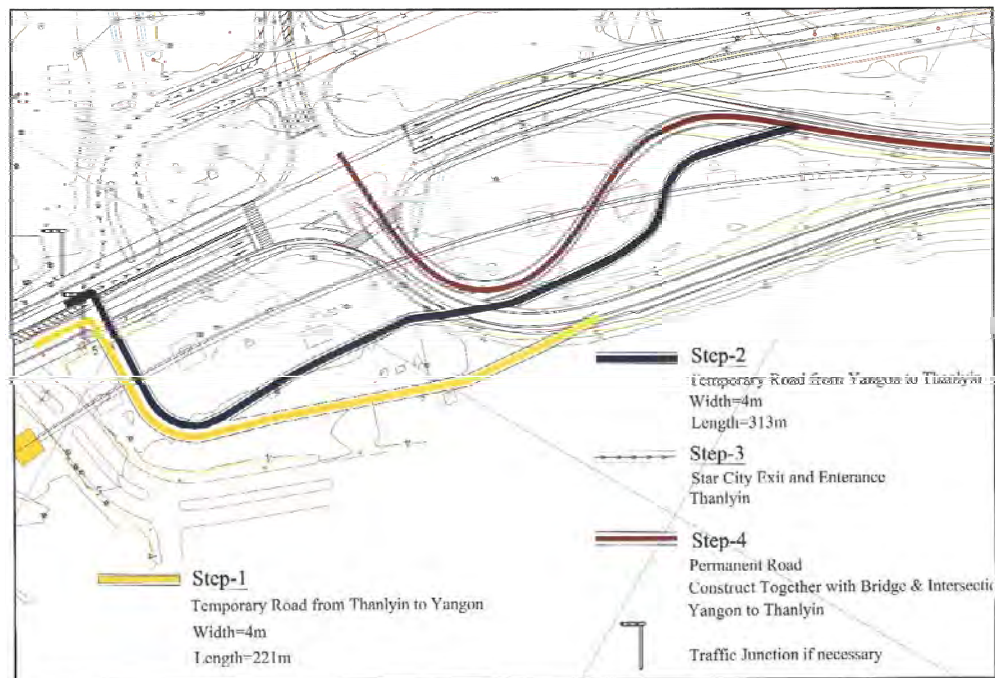 Step-2
Temporary Road from Yangon to Thanlyin
Width=4m
Length=313m
Step-3
Star City Exit and Enterance
Thanlyin
Step-4
Permanent Road
Construct Together with Bridge & Intersectio
Yangon to Thanlyin
Traffic Junction if necessary
Step-1
Temporary Road from Thanlyin to Yangon
Width=4m
Length=221m